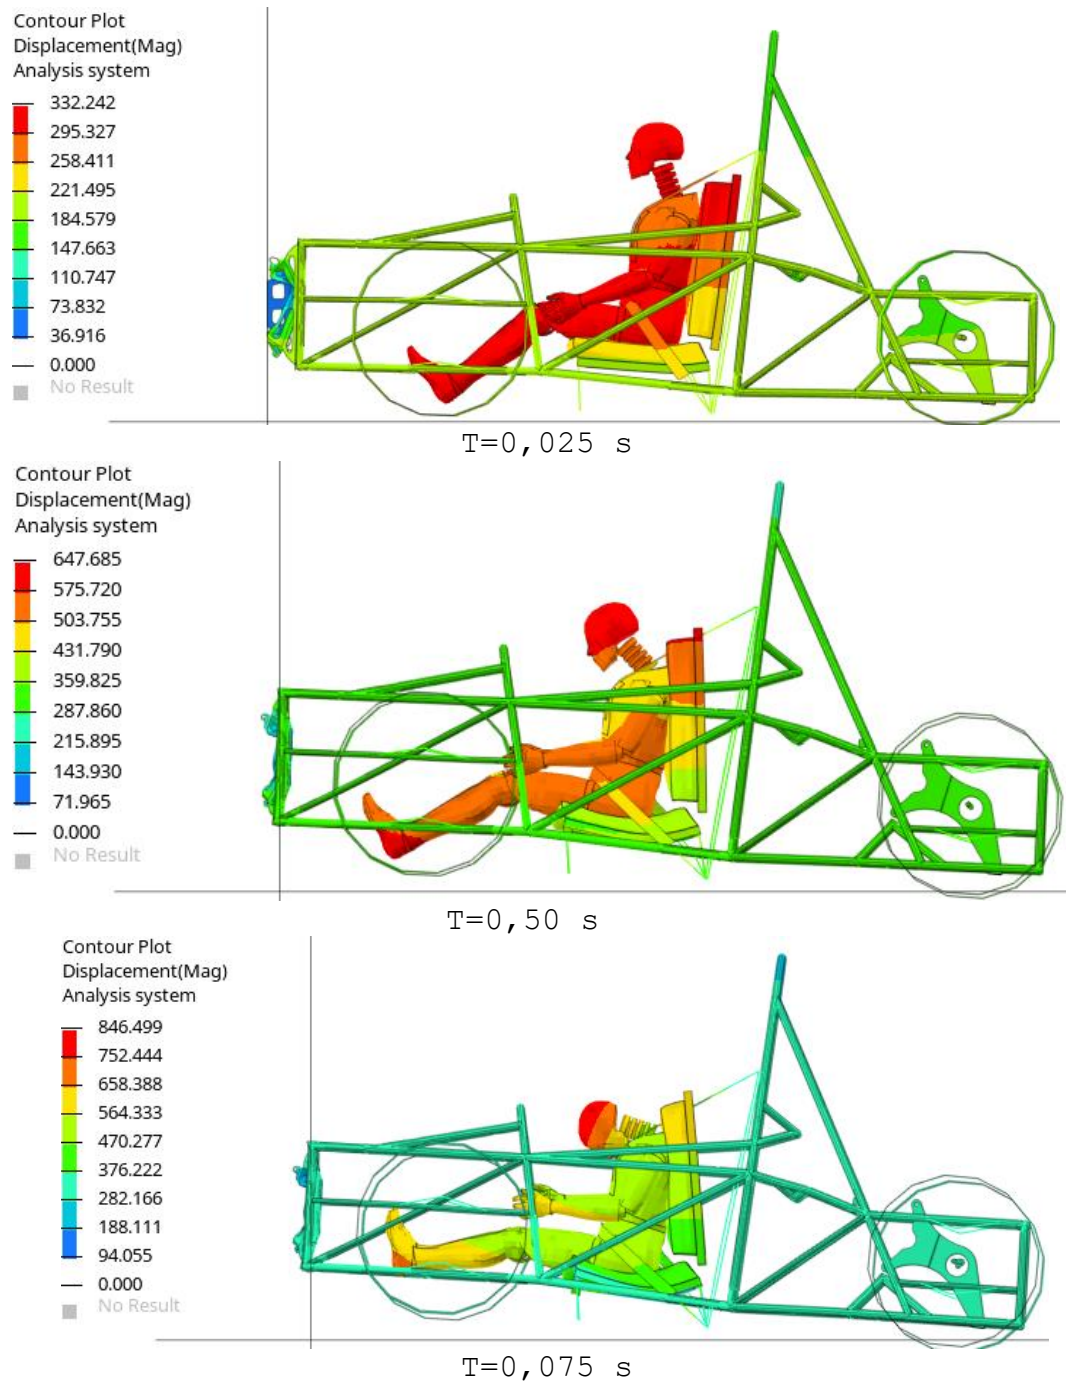 Contour Plot
Displacement(Mag)
Analysis system
332.242
295.327
258.411
221.495
184.579
147.663
110.747
73.832
36.916
0.000
No Result
T=0,025 s
Contour Plot
Displacement(Mag)
Analysis system
647.685
575.720
503.755
431.790
359.825
287.860
215.895
143.930
71.965
0.000
No Result
T=0,50 s
Contour Plot
Displacement(Mag)
Analysis system
846.499
752.444
658.388
564.333
470.277
376.222
282.166
188.111
94.055
0.000
No Result
T=0,075 s